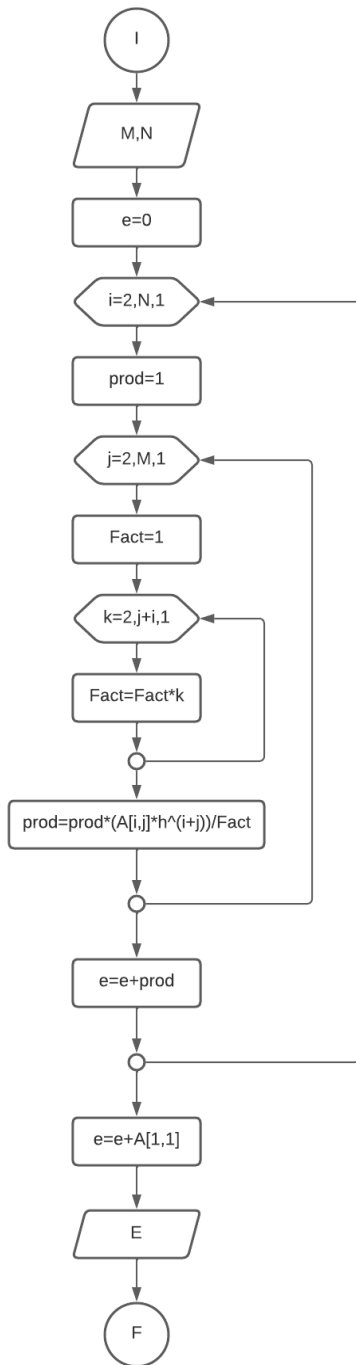 I
M,N
e=0
i=2,N,1
prod=1
j=2,M,1
Fact=1
k=2,j+i,1
Fact=Fact*k
prod=prod*(A[i,j]*h^(i+j))/Fact
e=e+prod
e=e+A[1,1]
E
F